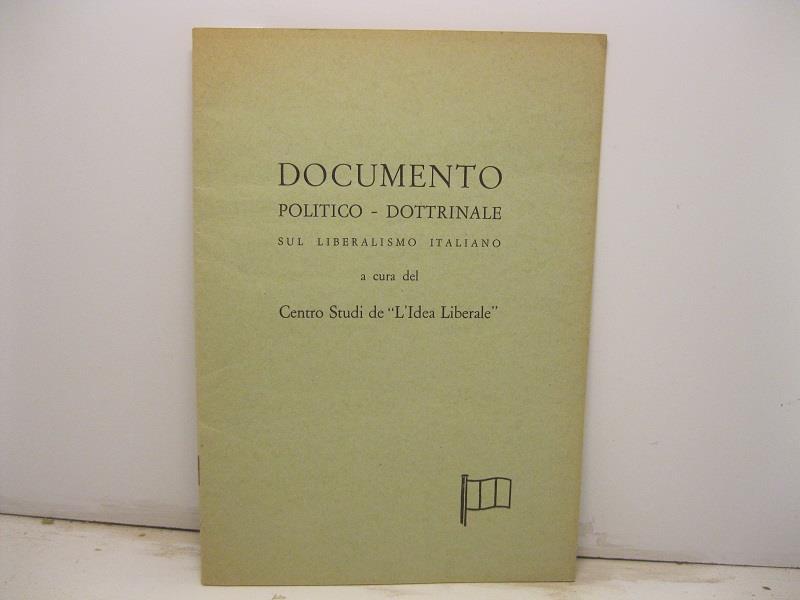 DOCUMENTO
POLITICO - DOTTRINALE
SUL LIBERALISMO ITALIANO
a cura del
Centro Studi de "L'Idea Liberale"